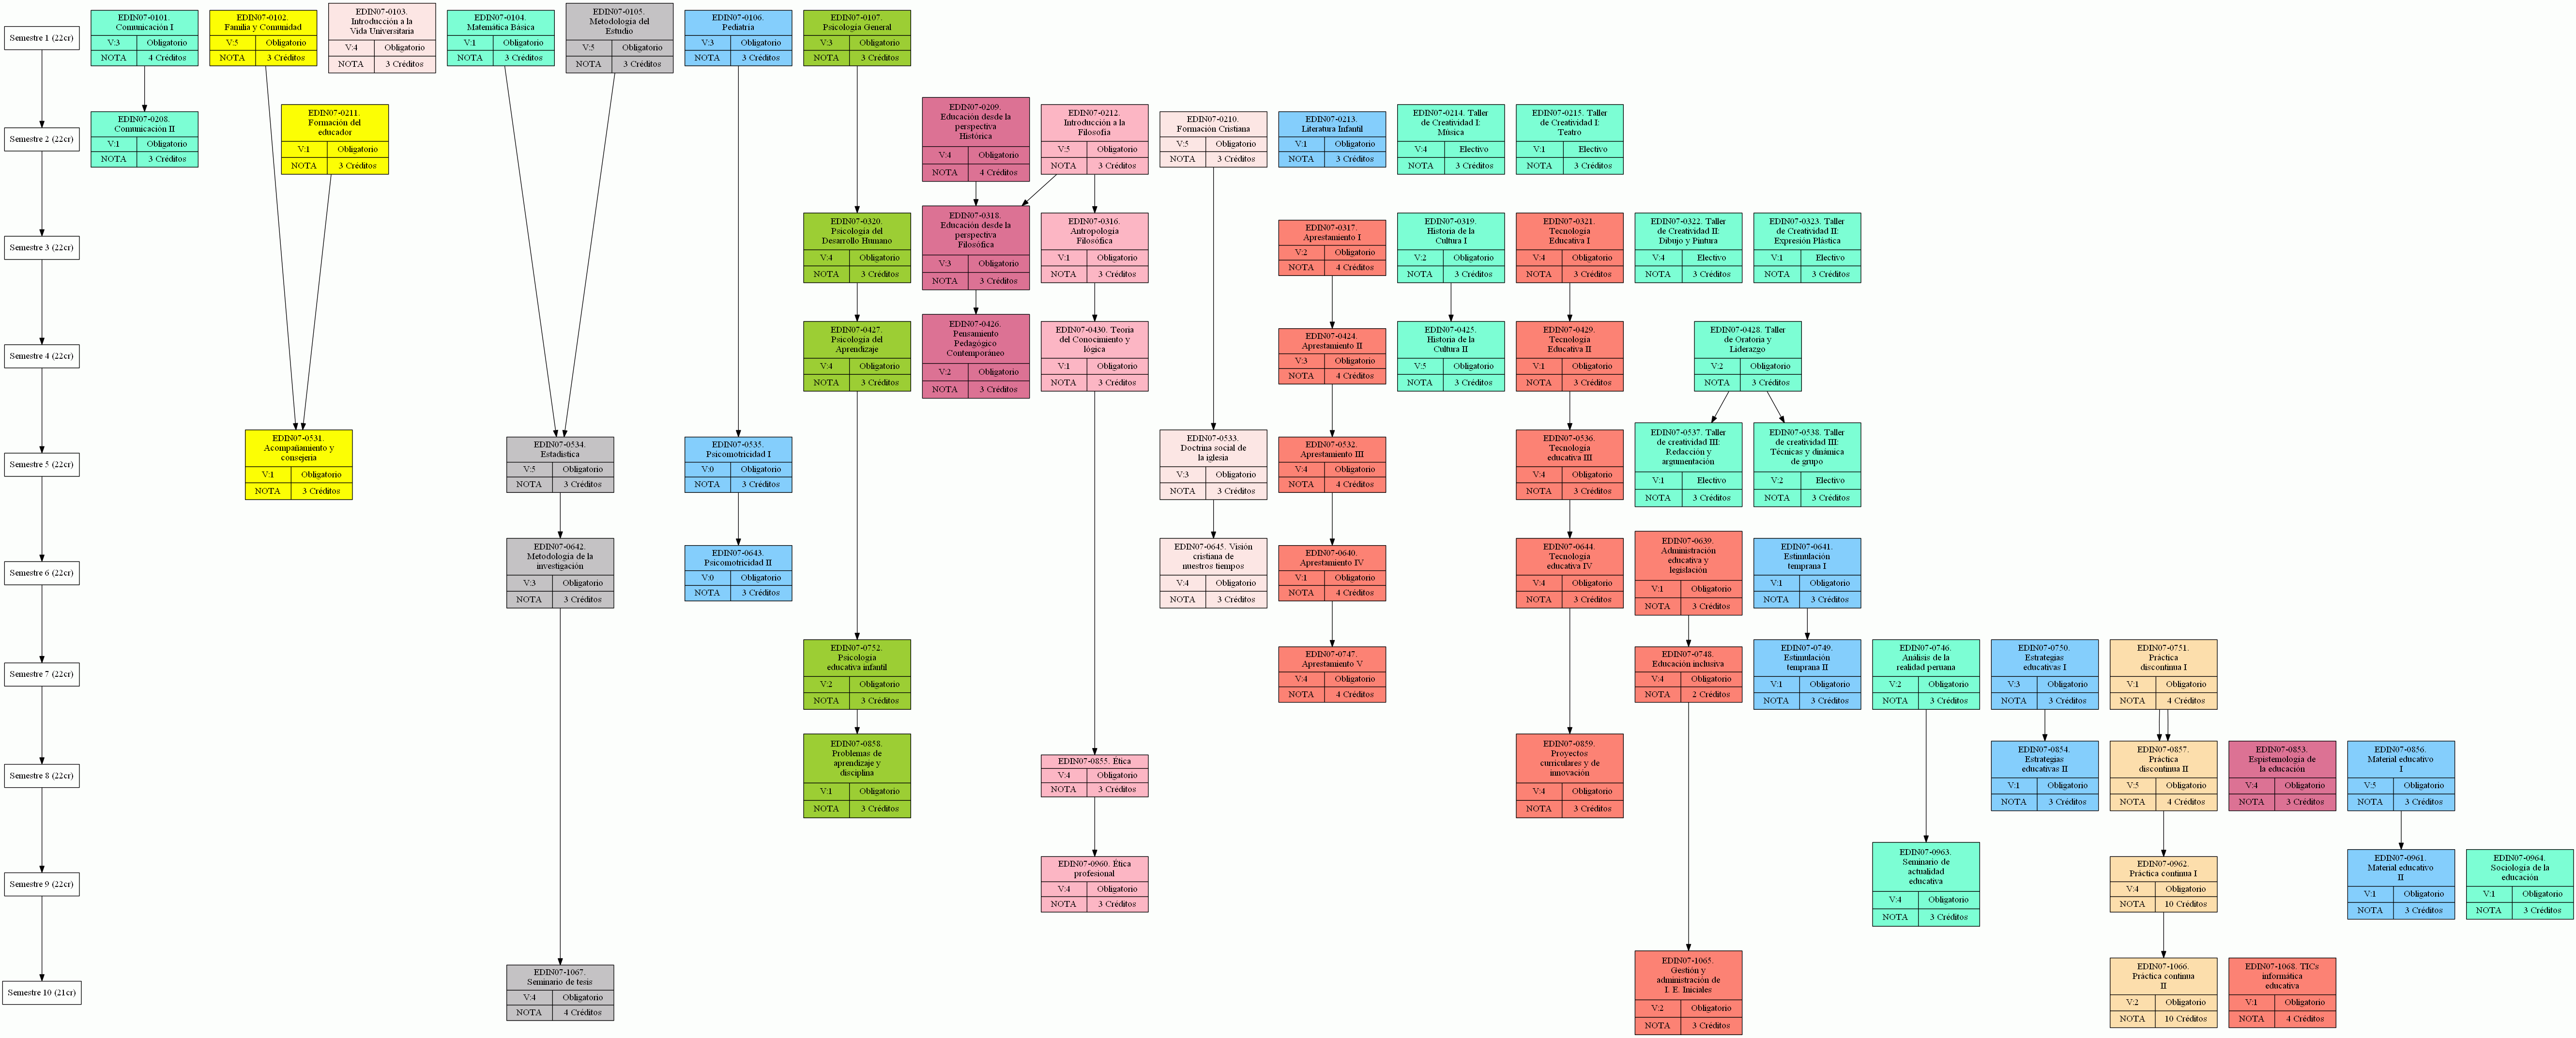 Semestre 1 (22cr)
EDIN07-0101.
Comunicación I
V:3 Obligatorio
NOTA 4 Créditos
EDIN07-0102.
Familia y Comunidad
V:5 Obligatorio
NOTA 3 Créditos
EDIN07-0103.
Introducción a la
Vida Universitaria
V:4 Obligatorio
NOTA 3 Créditos
EDIN07-0104.
Matemática Básica
V:1 Obligatorio
NOTA 3 Créditos
EDIN07-0105.
Metodología del
Estudio
V:5 Obligatorio
NOTA 3 Créditos
EDIN07-0106.
Pediatría
V:3 Obligatorio
NOTA 3 Créditos
EDIN07-0107.
Psicología General
V:3 Obligatorio
NOTA 3 Créditos
Semestre 2 (22cr)
EDIN07-0208.
Comunicación II
V:1 Obligatorio
NOTA 3 Créditos
EDIN07-0211.
Formación del
educador
V:1 Obligatorio
NOTA 3 Créditos
EDIN07-0209.
Educación desde la
perspectiva
Histórica
V:4 Obligatorio
NOTA 4 Créditos
EDIN07-0212.
Introducción a la
Filosofía
V:5 Obligatorio
NOTA 3 Créditos
EDIN07-0210.
Formación Cristiana
V:5 Obligatorio
NOTA 3 Créditos
EDIN07-0213.
Literatura Infantil
V:1 Obligatorio
NOTA 3 Créditos
EDIN07-0214. Taller
de Creatividad I:
Música
V:4 Electivo
NOTA 3 Créditos
EDIN07-0215. Taller
de Creatividad I:
Teatro
V:1 Electivo
NOTA 3 Créditos
Semestre 3 (22cr)
EDIN07-0320.
Psicología del
Desarrollo Humano
V:4 Obligatorio
NOTA 3 Créditos
EDIN07-0318.
Educación desde la
perspectiva
Filosófica
V:3 Obligatorio
NOTA 3 Créditos
EDIN07-0316.
Antropología
Filosófica
V:1 Obligatorio
NOTA 3 Créditos
EDIN07-0317.
Aprestamiento I
V:2 Obligatorio
NOTA 4 Créditos
EDIN07-0319.
Historia de la
Cultura I
V:2 Obligatorio
NOTA 3 Créditos
EDIN07-0321.
Tecnología
Educativa I
V:4 Obligatorio
NOTA 3 Créditos
EDIN07-0322. Taller
de Creatividad II:
Dibujo y Pintura
V:4 Electivo
NOTA 3 Créditos
EDIN07-0323. Taller
de Creatividad II:
Expresión Plástica
V:1 Electivo
NOTA 3 Créditos
Semestre 4 (22cr)
EDIN07-0427.
Psicología del
Aprendizaje
V:4 Obligatorio
NOTA 3 Créditos
EDIN07-0426.
Pensamiento
Pedagógico
Contemporáneo
V:2 Obligatorio
NOTA 3 Créditos
EDIN07-0430. Teoría
del Conocimiento y
lógica
V:1 Obligatorio
NOTA 3 Créditos
EDIN07-0424.
Aprestamiento II
V:3 Obligatorio
NOTA 4 Créditos
EDIN07-0425.
Historia de la
Cultura II
V:5 Obligatorio
NOTA 3 Créditos
EDIN07-0429.
Tecnología
Educativa II
V:1 Obligatorio
NOTA 3 Créditos
EDIN07-0428. Taller
de Oratoria y
Liderazgo
V:2 Obligatorio
NOTA 3 Créditos
Semestre 5 (22cr)
EDIN07-0531.
Acompañamiento y
consejería
V:1 Obligatorio
NOTA 3 Créditos
EDIN07-0534.
Estadística
V:5 Obligatorio
NOTA 3 Créditos
EDIN07-0535.
Psicomotricidad I
V:0 Obligatorio
NOTA 3 Créditos
EDIN07-0533.
Doctrina social de
la iglesia
V:3 Obligatorio
NOTA 3 Créditos
EDIN07-0532.
Aprestamiento III
V:4 Obligatorio
NOTA 4 Créditos
EDIN07-0536.
Tecnología
educativa III
V:4 Obligatorio
NOTA 3 Créditos
EDIN07-0537. Taller
de creatividad III:
Redacción y
argumentación
V:1 Electivo
NOTA 3 Créditos
EDIN07-0538. Taller
de creatividad III:
Técnicas y dinámica
de grupo
V:2 Electivo
NOTA 3 Créditos
Semestre 6 (22cr)
EDIN07-0642.
Metodología de la
investigación
V:3 Obligatorio
NOTA 3 Créditos
EDIN07-0643.
Psicomotricidad II
V:0 Obligatorio
NOTA 3 Créditos
EDIN07-0645. Visión
cristiana de
nuestros tiempos
V:4 Obligatorio
NOTA 3 Créditos
EDIN07-0640.
Aprestamiento IV
V:1 Obligatorio
NOTA 4 Créditos
EDIN07-0644.
Tecnología
educativa IV
V:4 Obligatorio
NOTA 3 Créditos
EDIN07-0639.
Administración
educativa y
legislación
V:1 Obligatorio
NOTA 3 Créditos
EDIN07-0641.
Estimulación
temprana I
V:1 Obligatorio
NOTA 3 Créditos
Semestre 7 (22cr)
EDIN07-0752.
Psicología
educativa infantil
V:2 Obligatorio
NOTA 3 Créditos
EDIN07-0747.
Aprestamiento V
V:4 Obligatorio
NOTA 4 Créditos
EDIN07-0748.
Educación inclusiva
V:4 Obligatorio
NOTA 2 Créditos
EDIN07-0749.
Estimulación
temprana II
V:1 Obligatorio
NOTA 3 Créditos
EDIN07-0746.
Análisis de la
realidad peruana
V:2 Obligatorio
NOTA 3 Créditos
EDIN07-0750.
Estrategias
educativas I
V:3 Obligatorio
NOTA 3 Créditos
EDIN07-0751.
Práctica
discontinua I
V:1 Obligatorio
NOTA 4 Créditos
Semestre 8 (22cr)
EDIN07-0858.
Problemas de
aprendizaje y
disciplina
V:1 Obligatorio
NOTA 3 Créditos
EDIN07-0855. Ética
V:4 Obligatorio
NOTA 3 Créditos
EDIN07-0859.
Proyectos
curriculares y de
innovación
V:4 Obligatorio
NOTA 3 Créditos
EDIN07-0854.
Estrategias
educativas II
V:1 Obligatorio
NOTA 3 Créditos
EDIN07-0857.
Práctica
discontinua II
V:5 Obligatorio
NOTA 4 Créditos
EDIN07-0853.
Espistemología de
la educación
V:4 Obligatorio
NOTA 3 Créditos
EDIN07-0856.
Material educativo
I
V:5 Obligatorio
NOTA 3 Créditos
Semestre 9 (22cr)
EDIN07-0960. Ética
profesional
V:4 Obligatorio
NOTA 3 Créditos
EDIN07-0963.
Seminario de
actualidad
educativa
V:4 Obligatorio
NOTA 3 Créditos
EDIN07-0962.
Práctica continua I
V:4 Obligatorio
NOTA 10 Créditos
EDIN07-0961.
Material educativo
II
V:1 Obligatorio
NOTA 3 Créditos
EDIN07-0964.
Sociología de la
educación
V:1 Obligatorio
NOTA 3 Créditos
Semestre 10 (21cr)
EDIN07-1067.
Seminario de tesis
V:4 Obligatorio
NOTA 4 Créditos
EDIN07-1065.
Gestión y
administración de
I. E. Iniciales
V:2 Obligatorio
NOTA 3 Créditos
EDIN07-1066.
Práctica continua
II
V:2 Obligatorio
NOTA 10 Créditos
EDIN07-1068. TICs
informática
educativa
V:1 Obligatorio
NOTA 4 Créditos